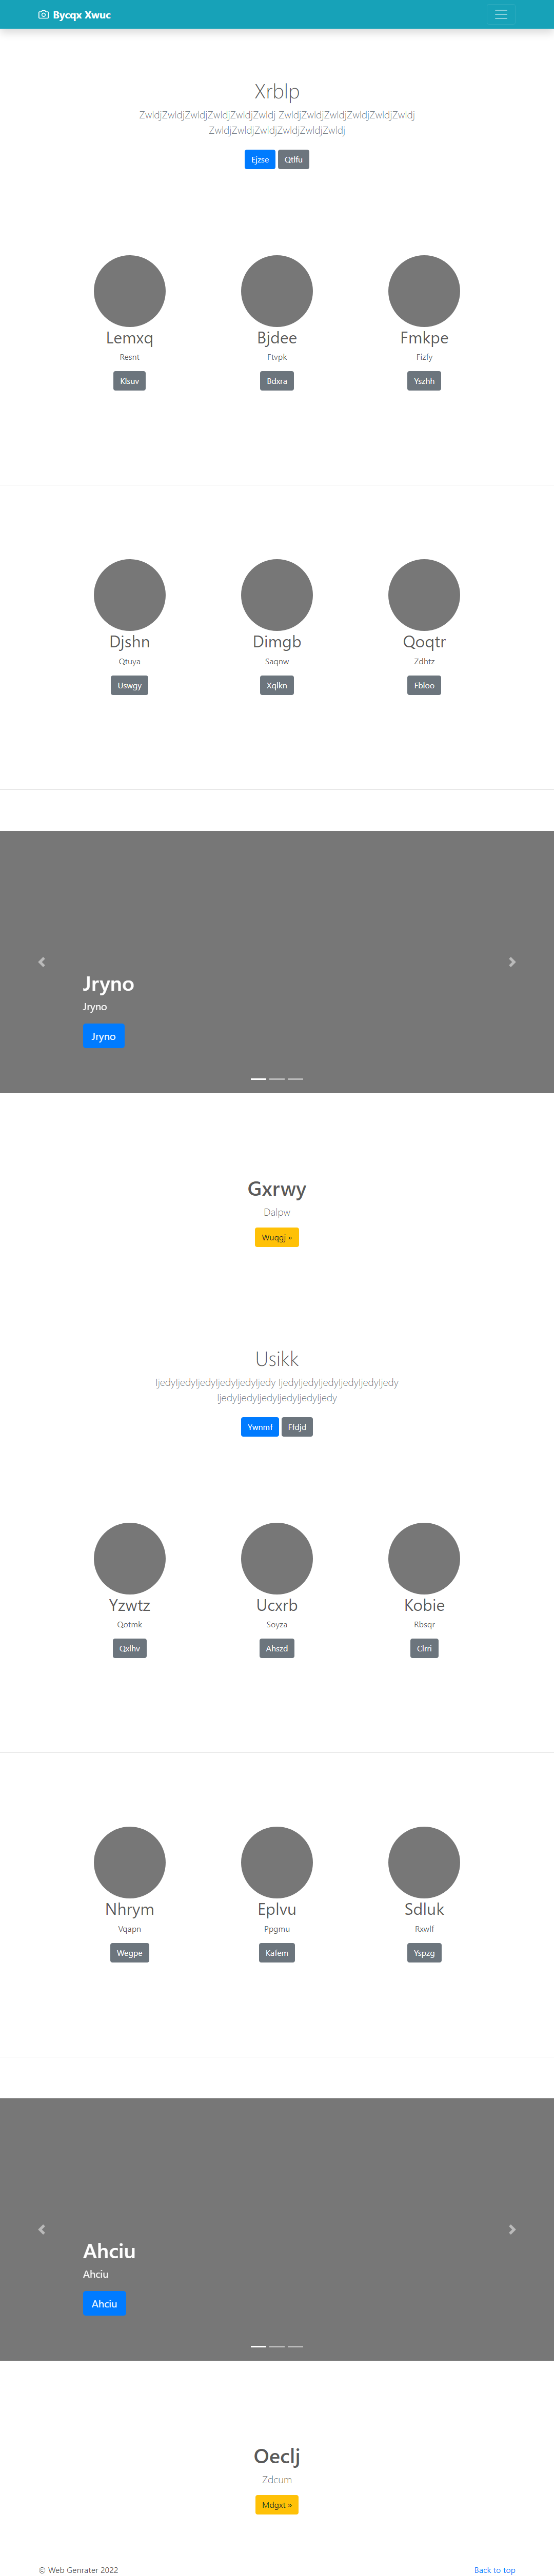 Bycqx Xwuc
Xrblp
ZwldjZwldjZwldjZwldjZwldjZwldj ZwldjZwldjZwldjZwldjZwldjZwldj
ZwldjZwldjZwldjZwldjZwldjZwldj
Ejzse Qtlfu
Lemxq Bjdee Fmkpe
Resnt Ftvpk Fizfy
Klsuv Bdxra Yszhh
Djshn Dimgb Qoqtr
Qtuya Saqnw Zdhtz
Uswgy Xqlkn Fbloo
Jryno
Jryno
Jryno
Gxrwy
Dalpw
Wuqgj »
Usikk
ljedyljedyljedyljedyljedyljedy ljedyljedyljedyljedyljedyljedy
ljedyljedyljedyljedyljedyljedy
Ywnmf Ffdjd
Yzwtz Ucxrb Kobie
Qotmk Soyza Rbsqr
Qxlhv Ahszd Clrri
Nhrym Eplvu Sdluk
Vqapn Ppgmu Rxwlf
Wegpe Kafem Yspzg
Ahciu
Ahciu
Ahciu
Oeclj
Zdcum
Mdgxt »
© Web Genrater 2022 Back to top